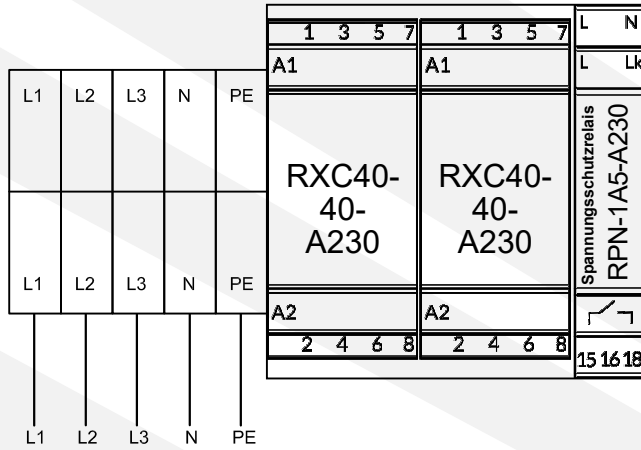 1 3 5 7
1 3 5 7
L N
A1
A1
L Lk
L1 L2 L3 N PE
RXC40-
40-
A230
RXC40-
40-
A230
Spannungsschutzrelais
RPN-1A5-A230
L1 L2 L3 N PE
A2
A2
2 4 6 8
2 4 6 8
15 16 18
L1 L2 L3 N PE